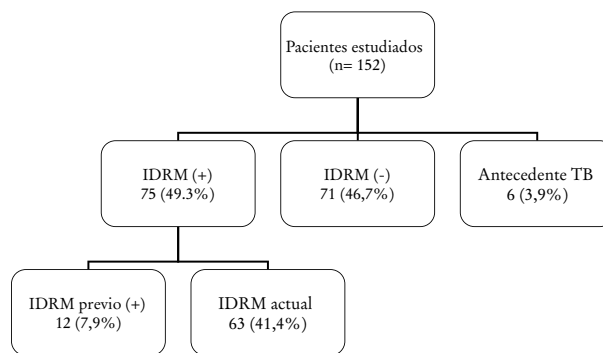 Pacientes estudiados
(n= 152)
IDRM (+)
75 (49.3%)
IDRM (-)
71 (46,7%)
Antecedente TB
6 (3,9%)
IDRM previo (+)
12 (7,9%)
IDRM actual
63 (41,4%)